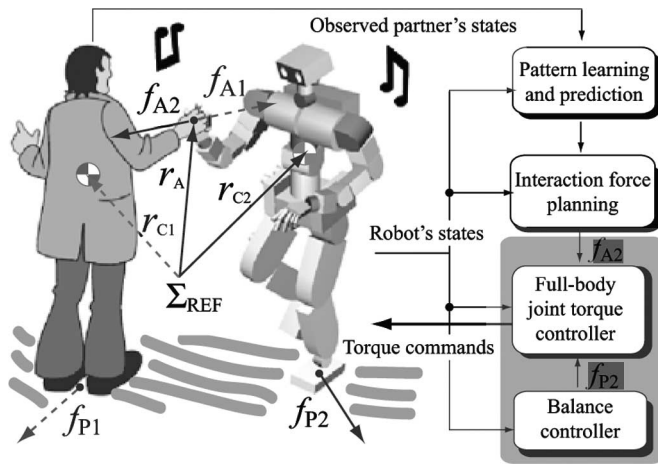 Observed partner's states
Pattern learning
and prediction
f_A2
f_A1
r_A
r_C1
r_C2
Interaction force
planning
Robot's states
f_A2
Σ_REF
Full-body
joint torque
controller
Torque commands
f_P2
Balance
controller
f_P1
f_P2